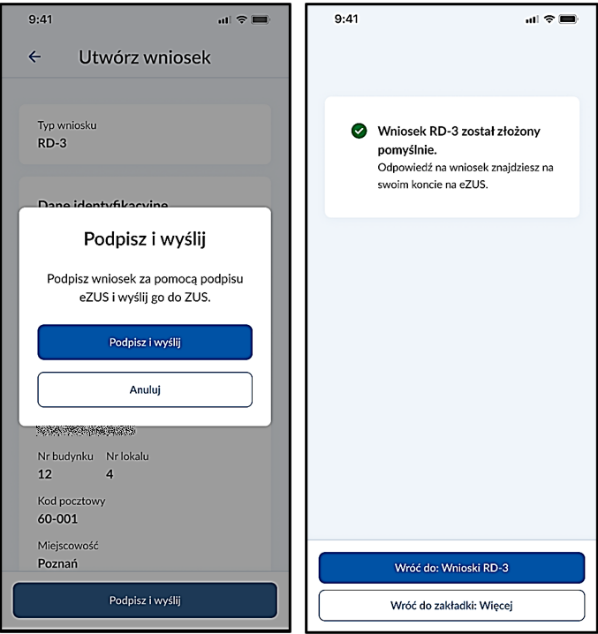 9:41
Utwórz wniosek
Typ wniosku
RD-3
Dane identyfikacyjne
Podpisz i wyślij
Podpisz wniosek za pomocą podpisu
eZUS i wyślij go do ZUS.
Podpisz i wyślij
Anuluj
Nr budynku Nr lokalu
12 4
Kod pocztowy
60-001
Miejscowość
Poznań
Podpisz i wyślij
9:41
Wniosek RD-3 został złożony
pomyślnie.
Odpowiedź na wniosek znajdziesz na
swoim koncie na eZUS.
Wróć do: Wnioski RD-3
Wróć do zakładki: Więcej